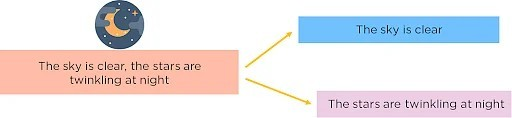 The sky is clear, the stars are
twinkling at night
The sky is clear
The stars are twinkling at night